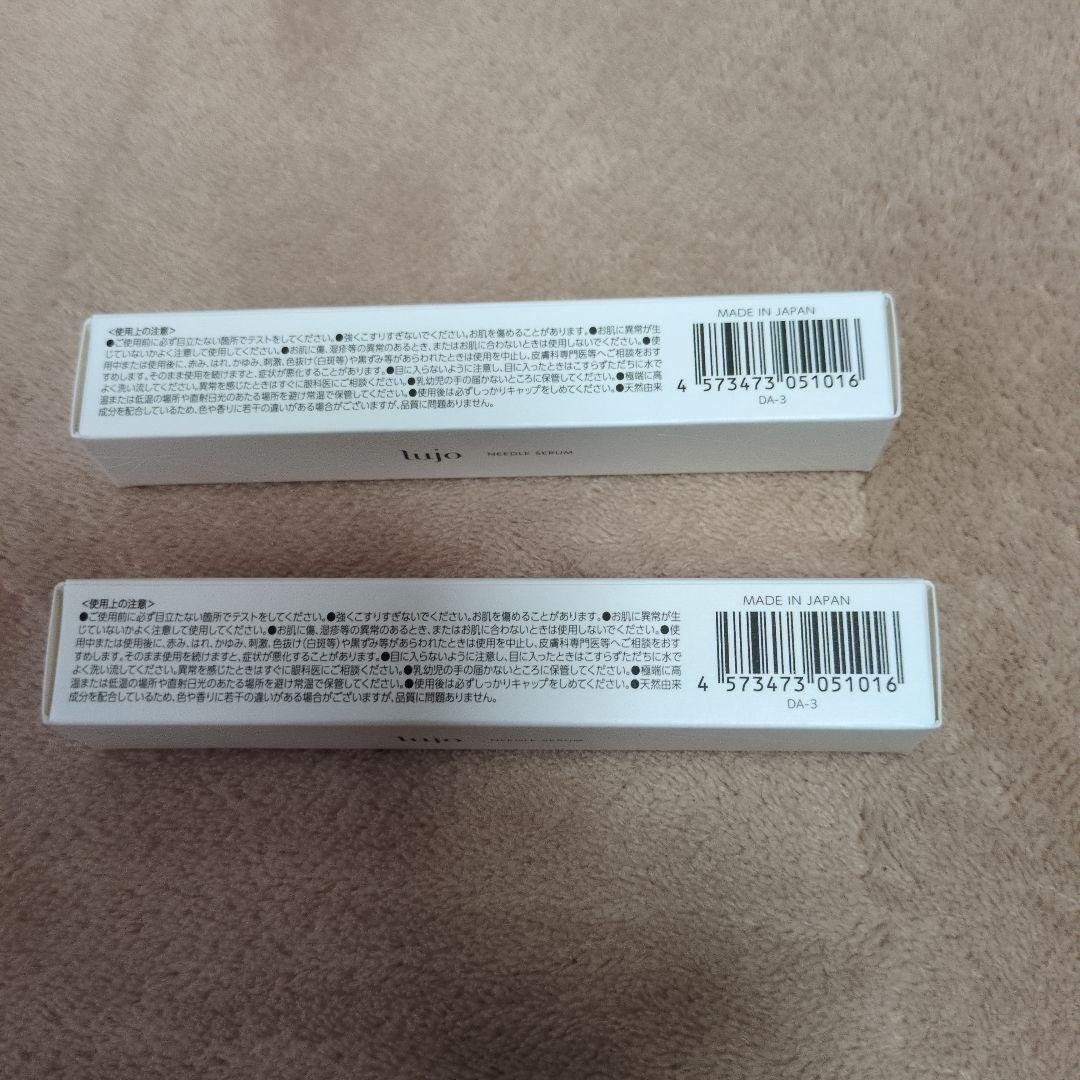 <使用上の注意>
●ご使用前に必ず目立たない箇所でテストをしてください。●強くこすりすぎないでください。お肌を傷めることがあります。●お肌に異常が生
じていないかよく注意して使用してください。●お肌に傷、湿疹等の異常のあるとき、またはお肌に合わないときは使用しないでください。●使
用中または使用後に、赤み、はれ、かゆみ、刺激、色抜け(白斑等)や黒ずみ等があらわれたときは使用を中止し、皮膚科専門医等へご相談をおす
すめします。そのまま使用を続けますと、症状が悪化することがあります。●目に入らないように注意し、目に入ったときはこすらずただちに水で
よく洗い流してください。異常を感じたときはすぐに眼科医にご相談ください。●乳幼児の手の届かないところに保管してください。●極端に高
温または低温の場所や直射日光のあたる場所を避け常温で保管してください。●使用後は必ずしっかりキャップをしめてください。●天然由来
成分を配合しているため、色や香りに若干の違いがある場合がございますが、品質に問題ありません。
MADE IN JAPAN
4 573473 051016
DA-3
lujo NEEDLE SERUM
<使用上の注意>
●ご使用前に必ず目立たない箇所でテストをしてください。●強くこすりすぎないでください。お肌を傷めることがあります。●お肌に異常が生
じていないかよく注意して使用してください。●お肌に傷、湿疹等の異常のあるとき、またはお肌に合わないときは使用しないでください。●使
用中または使用後に、赤み、はれ、かゆみ、刺激、色抜け(白斑等)や黒ずみ等があらわれたときは使用を中止し、皮膚科専門医等へご相談をおす
すめします。そのまま使用を続けますと、症状が悪化することがあります。●目に入らないように注意し、目に入ったときはこすらずただちに水で
よく洗い流してください。異常を感じたときはすぐに眼科医にご相談ください。●乳幼児の手の届かないところに保管してください。●極端に高
温または低温の場所や直射日光のあたる場所を避け常温で保管してください。●使用後は必ずしっかりキャップをしめてください。●天然由来
成分を配合しているため、色や香りに若干の違いがある場合がございますが、品質に問題ありません。
MADE IN JAPAN
4 573473 051016
DA-3
lujo NEEDLE SERUM